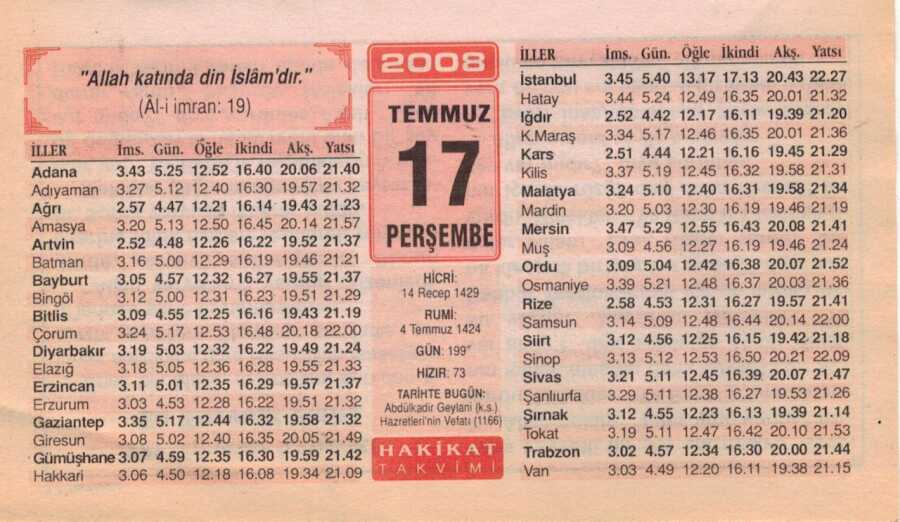 "Allah katında din İslâm'dır."
(Âl-i imran: 19)
İLLER İms. Gün. Öğle İkindi Akş. Yatsı
Adana 3.43 5.25 12.52 16.40 20.06 21.40
Adıyaman 3.27 5.12 12.40 16.30 19.57 21.32
Ağrı 2.57 4.47 12.21 16.14 19.43 21.23
Amasya 3.20 5.13 12.50 16.45 20.14 21.57
Artvin 2.52 4.48 12.26 16.22 19.52 21.37
Batman 3.16 5.00 12.29 16.19 19.46 21.21
Bayburt 3.05 4.57 12.32 16.27 19.55 21.37
Bingöl 3.12 5.00 12.31 16.23 19.51 21.29
Bitlis 3.09 4.55 12.25 16.16 19.43 21.19
Çorum 3.24 5.17 12.53 16.48 20.18 22.00
Diyarbakır 3.19 5.03 12.32 16.22 19.49 21.24
Elazığ 3.18 5.05 12.36 16.28 19.55 21.33
Erzincan 3.11 5.01 12.35 16.29 19.57 21.37
Erzurum 3.03 4.53 12.28 16.22 19.51 21.32
Gaziantep 3.35 5.17 12.44 16.32 19.58 21.32
Giresun 3.08 5.02 12.40 16.35 20.05 21.49
Gümüşhane 3.07 4.59 12.35 16.30 19.59 21.42
Hakkari 3.06 4.50 12.18 16.08 19.34 21.09
2008
TEMMUZ
17
PERŞEMBE
HİCRİ:
14 Recep 1429
RUMİ:
4 Temmuz 1424
GÜN: 199
HIZIR: 73
TARİHTE BUGÜN:
Abdülkadir Geylani (k.s.)
Hazretleri'nin Vefatı (1166)
HAKİKAT
TAKVİMİ
İLLER İms. Gün. Öğle İkindi Akş. Yatsı
İstanbul 3.45 5.40 13.17 17.13 20.43 22.27
Hatay 3.44 5.24 12.49 16.35 20.01 21.32
Iğdır 2.52 4.42 12.17 16.11 19.39 21.20
K.Maraş 3.34 5.17 12.46 16.35 20.01 21.36
Kars 2.51 4.44 12.21 16.16 19.45 21.29
Kilis 3.37 5.19 12.45 16.32 19.58 21.31
Malatya 3.24 5.10 12.40 16.31 19.58 21.34
Mardin 3.20 5.03 12.30 16.19 19.46 21.19
Mersin 3.47 5.29 12.55 16.43 20.08 21.41
Muş 3.09 4.56 12.27 16.19 19.46 21.24
Ordu 3.09 5.04 12.42 16.38 20.07 21.52
Osmaniye 3.39 5.21 12.48 16.37 20.03 21.36
Rize 2.58 4.53 12.31 16.27 19.57 21.41
Samsun 3.14 5.09 12.48 16.44 20.14 22.00
Siirt 3.12 4.56 12.25 16.15 19.42 21.18
Sinop 3.13 5.12 12.53 16.50 20.21 22.09
Sivas 3.21 5.11 12.45 16.39 20.07 21.47
Şanlıurfa 3.29 5.11 12.38 16.27 19.53 21.26
Şırnak 3.12 4.55 12.23 16.13 19.39 21.14
Tokat 3.19 5.11 12.47 16.42 20.10 21.53
Trabzon 3.02 4.57 12.34 16.30 20.00 21.44
Van 3.03 4.49 12.20 16.11 19.38 21.15